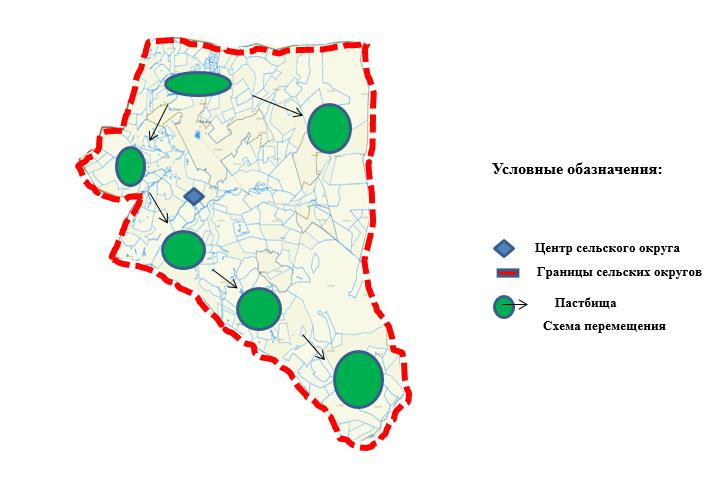 Условные обазначения:
Центр сельского округа
Границы сельских округов
Пастбища
Схема перемещения